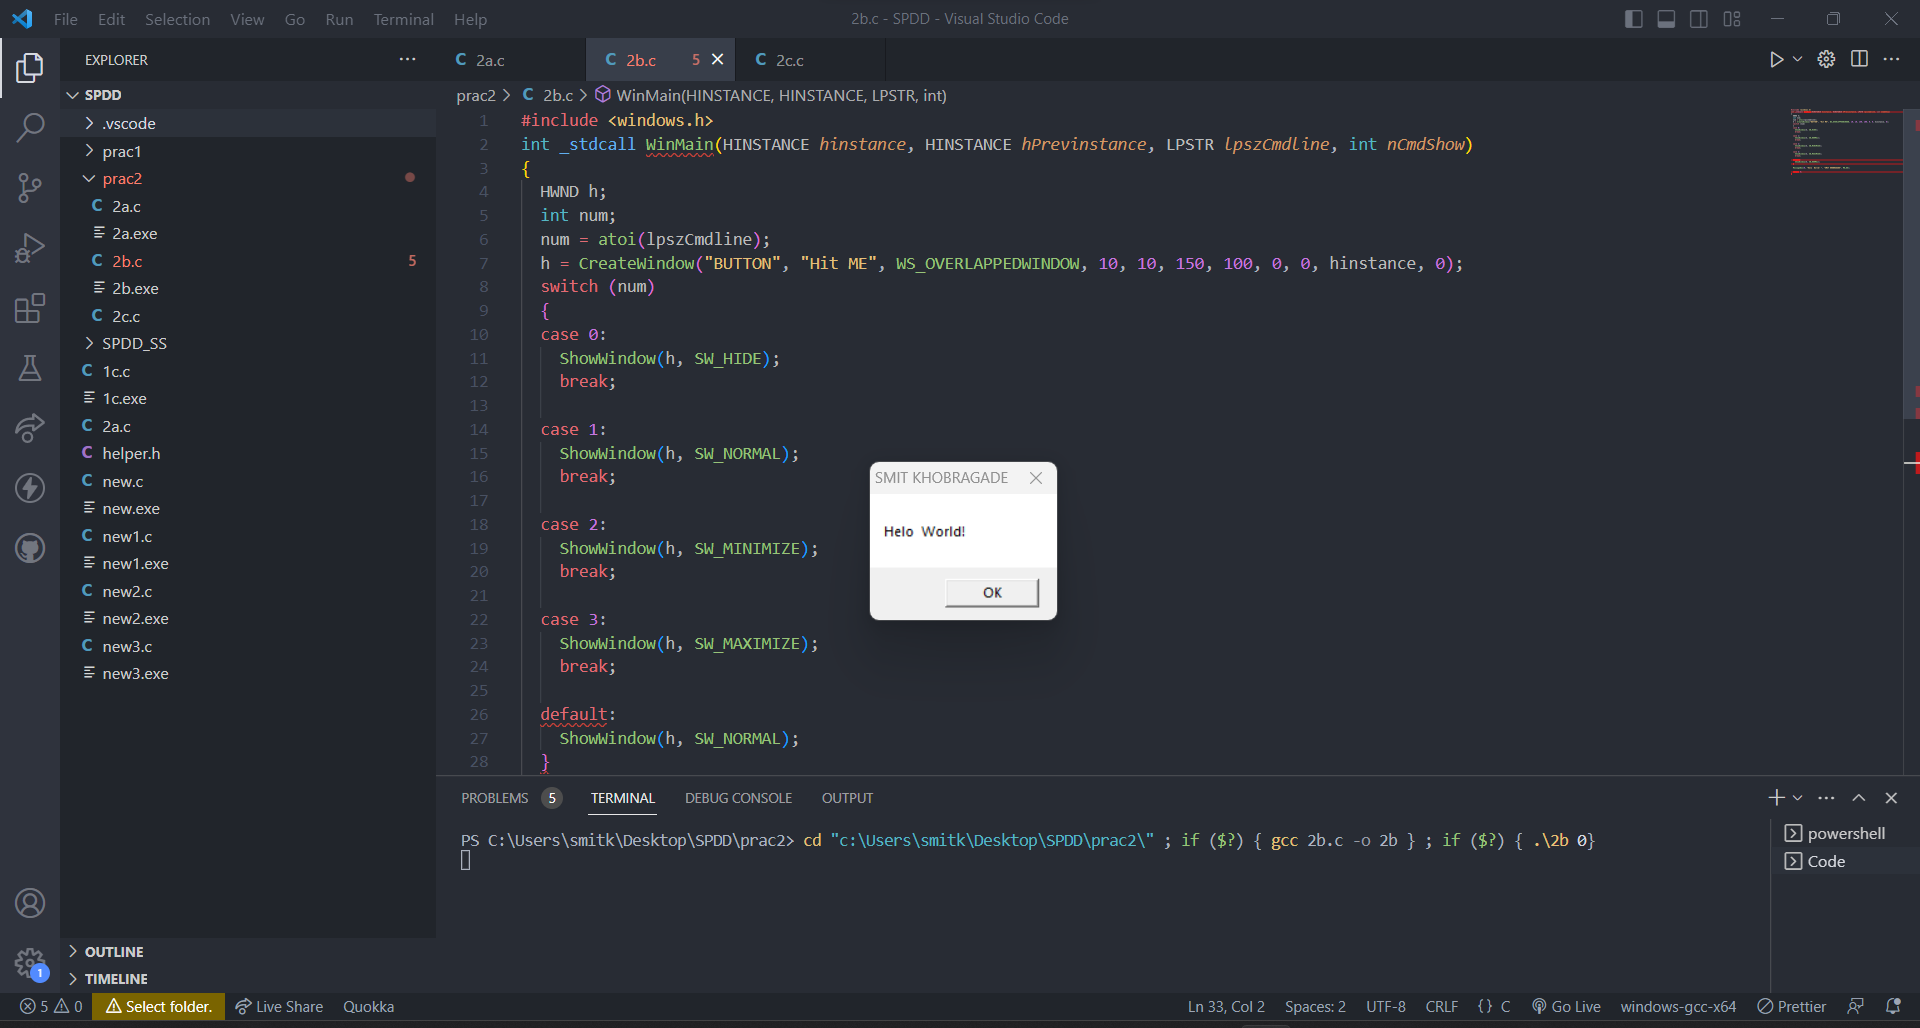 File Edit Selection View Go Run Terminal Help
2b.c - SPDD - Visual Studio Code
EXPLORER
2a.c
2b.c 5
2c.c
SPDD
.vscode
prac1
prac2
2a.c
2a.exe
2b.c 5
2b.exe
2c.c
SPDD_SS
1c.c
1c.exe
2a.c
helper.h
new.c
new.exe
new1.c
new1.exe
new2.c
new2.exe
new3.c
new3.exe
OUTLINE
TIMELINE
prac2 > C 2b.c > WinMain(HINSTANCE, HINSTANCE, LPSTR, int)
1 #include <windows.h>
2 int _stdcall WinMain(HINSTANCE hinstance, HINSTANCE hPrevinstance, LPSTR lpszCmdline, int nCmdShow)
3 {
4 HWND h;
5 int num;
6 num = atoi(lpszCmdline);
7 h = CreateWindow("BUTTON", "Hit ME", WS_OVERLAPPEDWINDOW, 10, 10, 150, 100, 0, 0, hinstance, 0);
8 switch (num)
9 {
10 case 0:
11 ShowWindow(h, SW_HIDE);
12 break;
13
14 case 1:
15 ShowWindow(h, SW_NORMAL);
16 break;
17
18 case 2:
19 ShowWindow(h, SW_MINIMIZE);
20 break;
21
22 case 3:
23 ShowWindow(h, SW_MAXIMIZE);
24 break;
25
26 default:
27 ShowWindow(h, SW_NORMAL);
28 }
SMIT KHOBRAGADE
Helo World!
OK
PROBLEMS 5 TERMINAL DEBUG CONSOLE OUTPUT
PS C:\Users\smitk\Desktop\SPDD\prac2> cd "c:\Users\smitk\Desktop\SPDD\prac2\" ; if ($?) { gcc 2b.c -o 2b } ; if ($?) { .\2b 0}
powershell
Code
1
5 0 Select folder. Live Share Quokka
Ln 33, Col 2 Spaces: 2 UTF-8 CRLF {} C Go Live windows-gcc-x64 Prettier